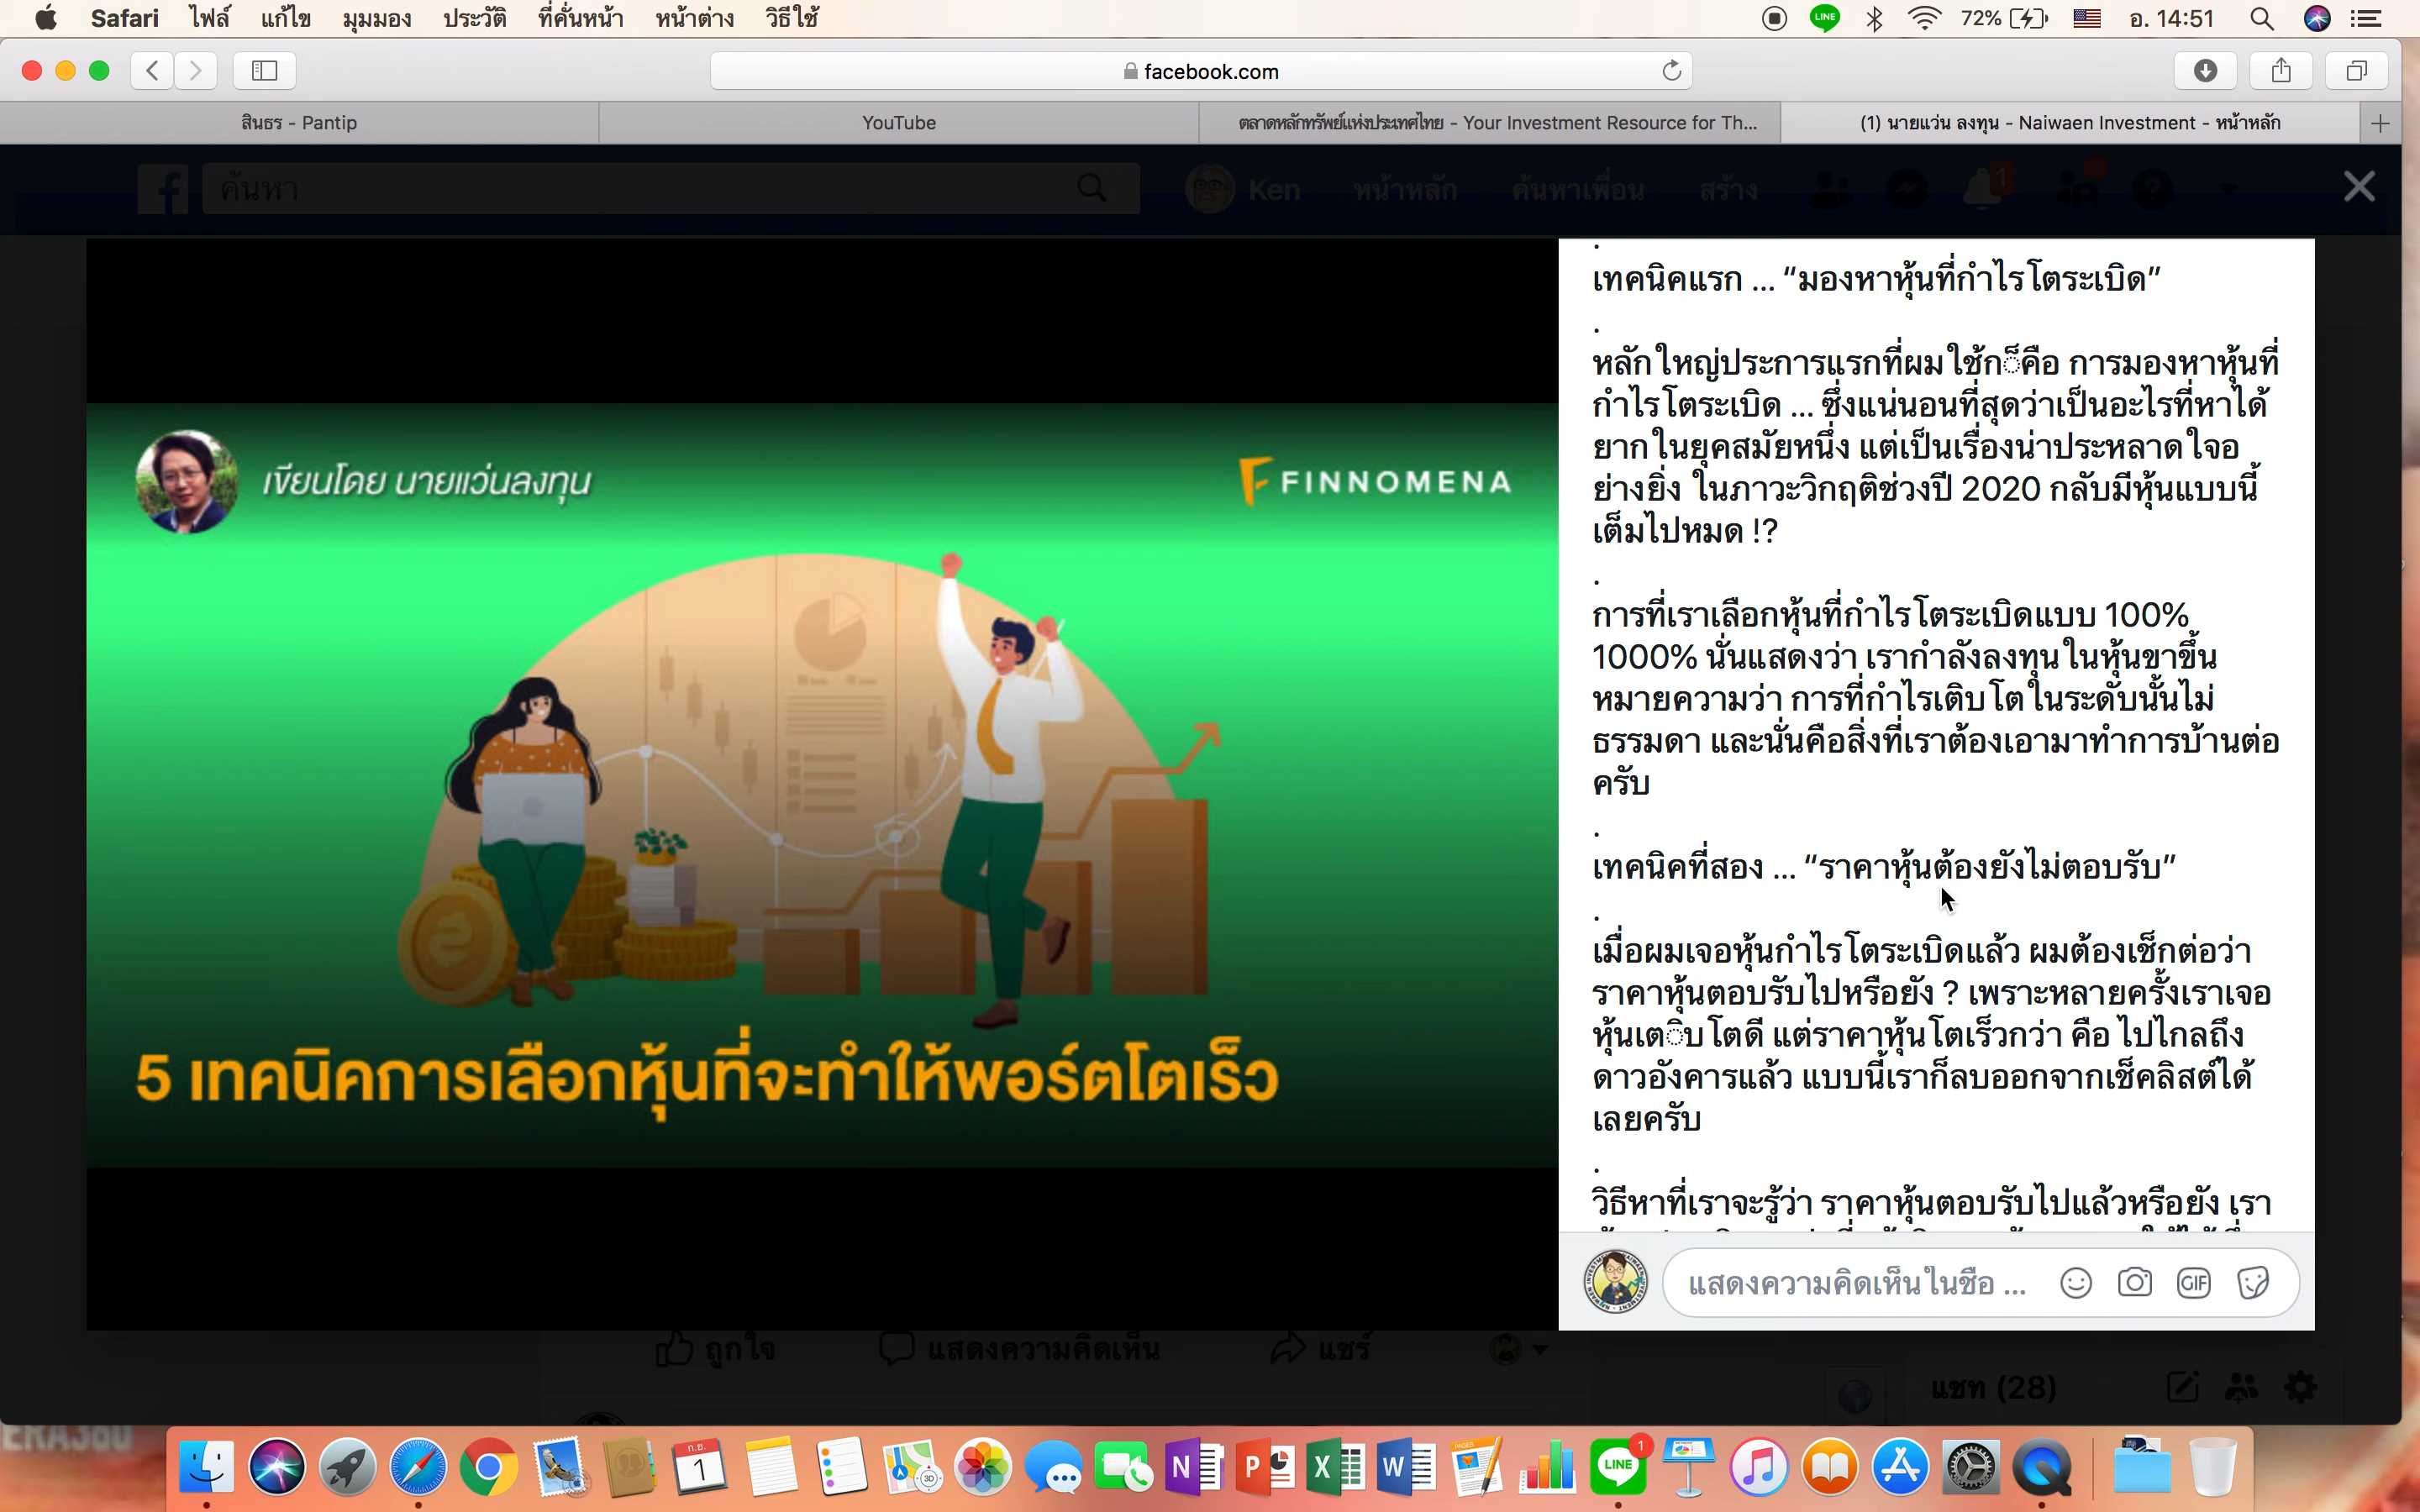 Safari ไฟล์ แก้ไข มุมมอง ประวัติ ที่คั่นหน้า หน้าต่าง วิธีใช้
LINE 72% อ. 14:51
facebook.com
สินธร - Pantip
YouTube
ตลาดหลักทรัพย์แห่งประเทศไทย - Your Investment Resource for Th...
(1) นายแว่น ลงทุน - Naiwaen Investment - หน้าหลัก
ค้นหา
Ken หน้าหลัก ค้นหาเพื่อน สร้าง 1
เขียนโดย นายแว่นลงทุน
FINNOMENA
5 เทคนิคการเลือกหุ้นที่จะทำให้พอร์ตโตเร็ว
.
เทคนิคแรก ... “มองหาหุ้นที่กำไรโตระเบิด”
.
หลักใหญ่ประการแรกที่ผมใช้ก็คือ การมองหาหุ้นที่
กำไรโตระเบิด ... ซึ่งแน่นอนที่สุดว่าเป็นอะไรที่หาได้
ยากในยุคสมัยหนึ่ง แต่เป็นเรื่องน่าประหลาดใจอ
ย่างยิ่ง ในภาวะวิกฤติช่วงปี 2020 กลับมีหุ้นแบบนี้
เต็มไปหมด !?
.
การที่เราเลือกหุ้นที่กำไรโตระเบิดแบบ 100%
1000% นั่นแสดงว่า เรากำลังลงทุนในหุ้นขาขึ้น
หมายความว่า การที่กำไรเติบโตในระดับนั้นไม่
ธรรมดา และนั่นคือสิ่งที่เราต้องเอามาทำการบ้านต่อ
ครับ
.
เทคนิคที่สอง ... “ราคาหุ้นต้องยังไม่ตอบรับ”
.
เมื่อผมเจอหุ้นกำไรโตระเบิดแล้ว ผมต้องเช็กต่อว่า
ราคาหุ้นตอบรับไปหรือยัง ? เพราะหลายครั้งเราเจอ
หุ้นเติบโตดี แต่ราคาหุ้นโตเร็วกว่า คือ ไปไกลถึง
ดาวอังคารแล้ว แบบนี้เราก็ลบออกจากเช็คลิสต์ได้
เลยครับ
.
วิธีหาที่เราจะรู้ว่า ราคาหุ้นตอบรับไปแล้วหรือยัง เรา
แสดงความคิดเห็นในชื่อ ... GIF
ถูกใจ แสดงความคิดเห็น แชร์
แชท (28)
ก.ย.
1
3D
LINE
1
PAGES